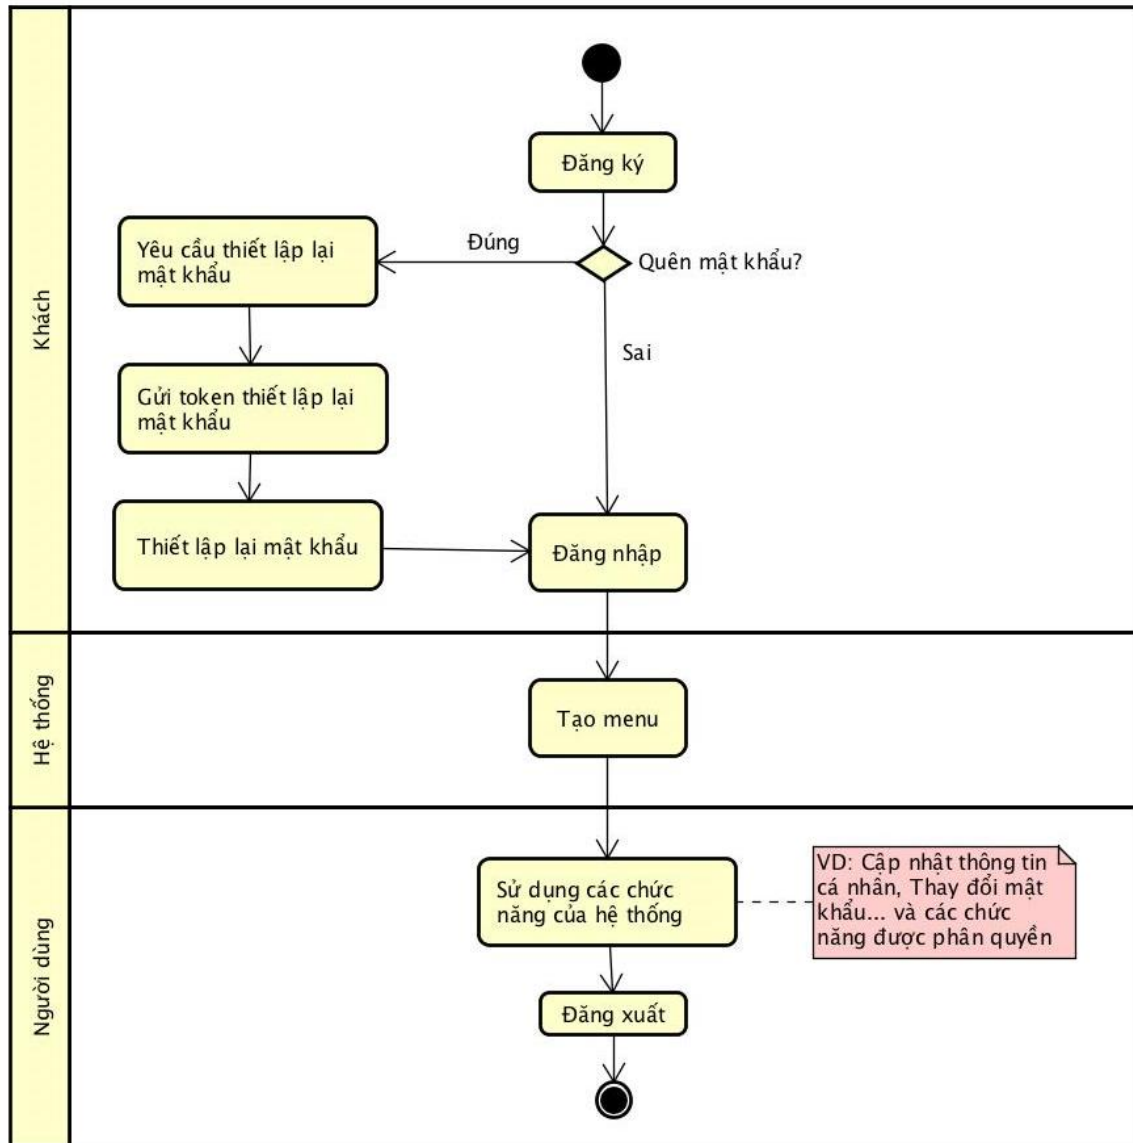 Khách
Đăng ký
Yêu cầu thiết lập lại
mật khẩu
Đúng
Quên mật khẩu?
Sai
Gửi token thiết lập lại
mật khẩu
Thiết lập lại mật khẩu
Đăng nhập
Hệ thống
Tạo menu
Người dùng
Sử dụng các chức
năng của hệ thống
VD: Cập nhật thông tin
cá nhân, Thay đổi mật
khẩu... và các chức
năng được phân quyền
Đăng xuất